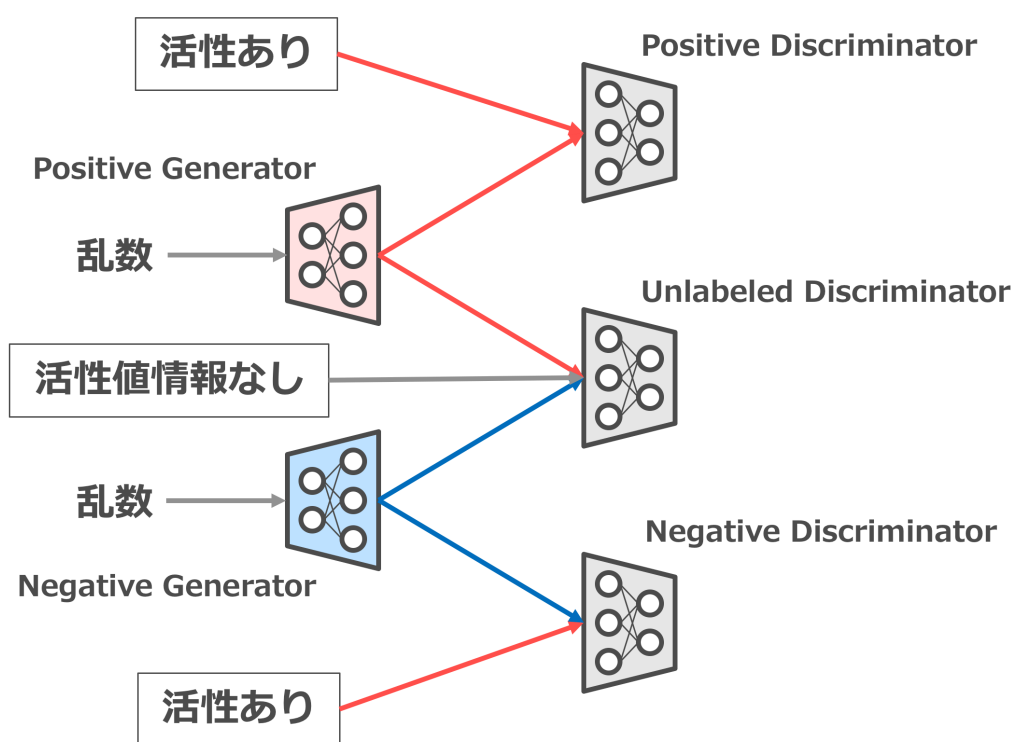 活性あり
Positive Discriminator
Positive Generator
乱数
Unlabeled Discriminator
活性値情報なし
乱数
Negative Discriminator
Negative Generator
活性あり